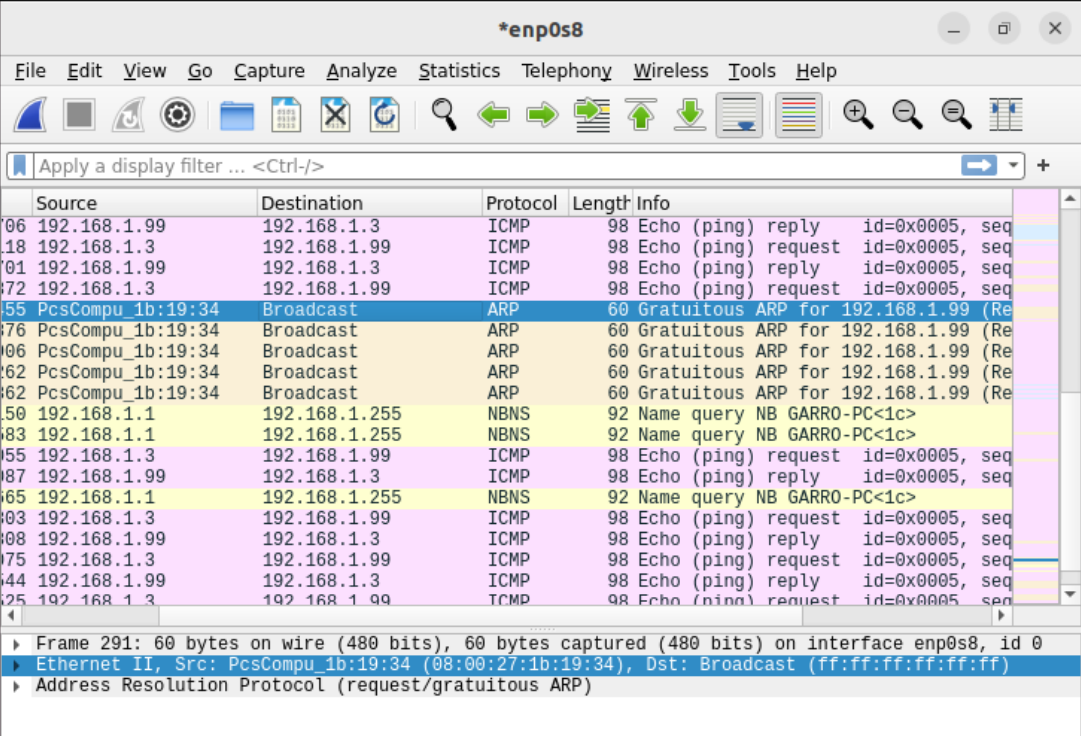 *enp0s8
File Edit View Go Capture Analyze Statistics Telephony Wireless Tools Help
Apply a display filter ... <Ctrl-/>
Source Destination Protocol Length Info
706 192.168.1.99 192.168.1.3 ICMP 98 Echo (ping) reply id=0x0005, seq
118 192.168.1.3 192.168.1.99 ICMP 98 Echo (ping) request id=0x0005, seq
701 192.168.1.99 192.168.1.3 ICMP 98 Echo (ping) reply id=0x0005, seq
372 192.168.1.3 192.168.1.99 ICMP 98 Echo (ping) request id=0x0005, seq
55 PcsCompu_1b:19:34 Broadcast ARP 60 Gratuitous ARP for 192.168.1.99 (Re
376 PcsCompu_1b:19:34 Broadcast ARP 60 Gratuitous ARP for 192.168.1.99 (Re
06 PcsCompu_1b:19:34 Broadcast ARP 60 Gratuitous ARP for 192.168.1.99 (Re
262 PcsCompu_1b:19:34 Broadcast ARP 60 Gratuitous ARP for 192.168.1.99 (Re
362 PcsCompu_1b:19:34 Broadcast ARP 60 Gratuitous ARP for 192.168.1.99 (Re
50 192.168.1.1 192.168.1.255 NBNS 92 Name query NB GARRO-PC<1c>
583 192.168.1.1 192.168.1.255 NBNS 92 Name query NB GARRO-PC<1c>
55 192.168.1.3 192.168.1.99 ICMP 98 Echo (ping) request id=0x0005, seq
87 192.168.1.99 192.168.1.3 ICMP 98 Echo (ping) reply id=0x0005, seq
65 192.168.1.1 192.168.1.255 NBNS 92 Name query NB GARRO-PC<1c>
303 192.168.1.3 192.168.1.99 ICMP 98 Echo (ping) request id=0x0005, seq
308 192.168.1.99 192.168.1.3 ICMP 98 Echo (ping) reply id=0x0005, seq
75 192.168.1.3 192.168.1.99 ICMP 98 Echo (ping) request id=0x0005, seq
544 192.168.1.99 192.168.1.3 ICMP 98 Echo (ping) reply id=0x0005, seq
25 192.168.1.3 192.168.1.99 ICMP 98 Echo (ping) request id=0x0005, seq
Frame 291: 60 bytes on wire (480 bits), 60 bytes captured (480 bits) on interface enp0s8, id 0
Ethernet II, Src: PcsCompu_1b:19:34 (08:00:27:1b:19:34), Dst: Broadcast (ff:ff:ff:ff:ff:ff)
Address Resolution Protocol (request/gratuitous ARP)